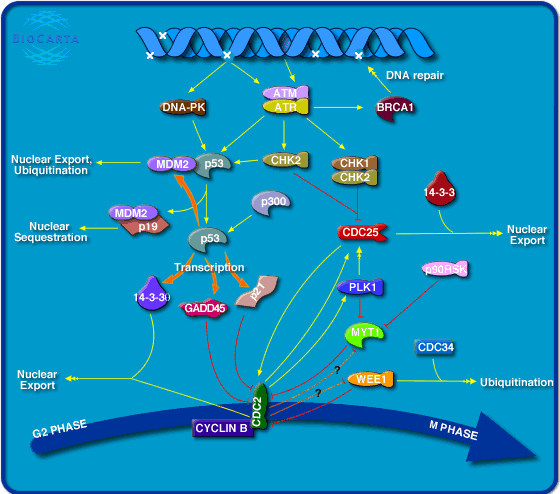 BIOCARTA
DNA repair
ATM
DNA-PK
ATR
BRCA1
Nuclear Export,
Ubiquitination
MDM2
p53
CHK2
CHK1
CHK2
14-3-3
MDM2
p19
p300
Nuclear
Sequestration
p53
CDC25
Nuclear
Export
Transcription
p90RSK
14-3-3σ
GADD45
p21
PLK1
MYT1
CDC34
Nuclear
Export
?
WEE1
Ubiquitination
?
CDC2
CYCLIN B
G2 PHASE
M PHASE